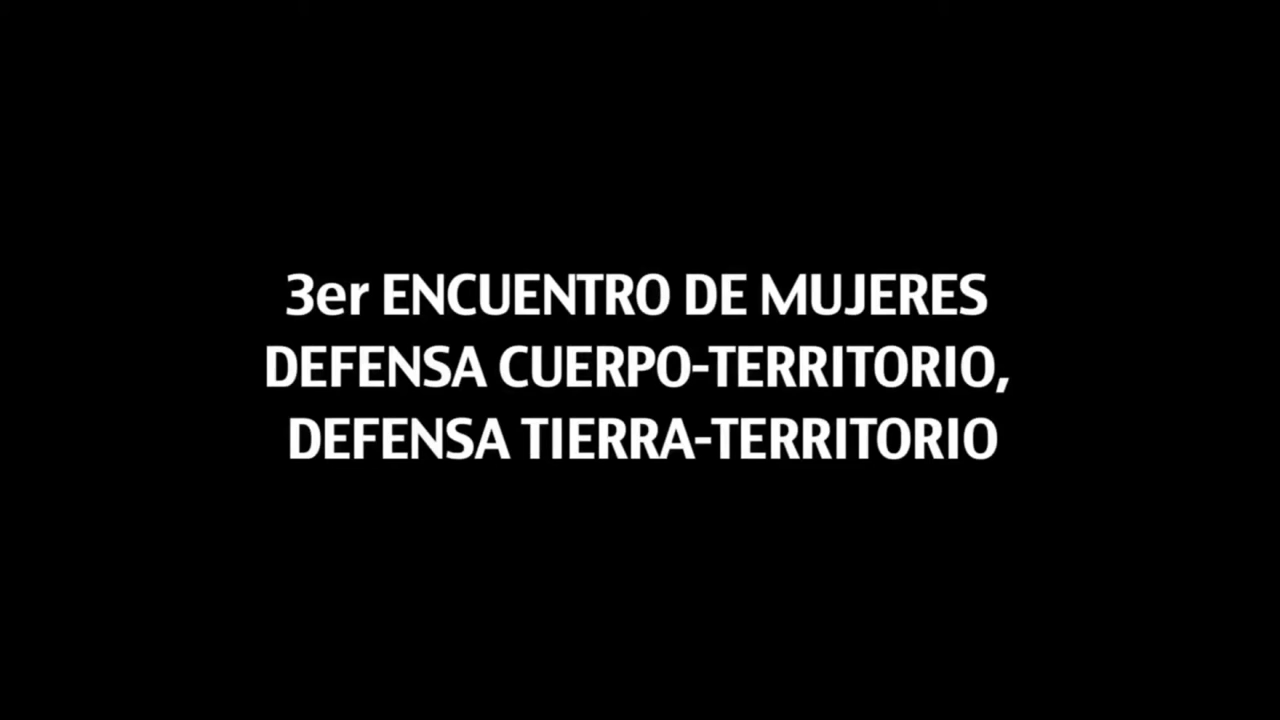 3er ENCUENTRO DE MUJERES
DEFENSA CUERPO-TERRITORIO,
DEFENSA TIERRA-TERRITORIO